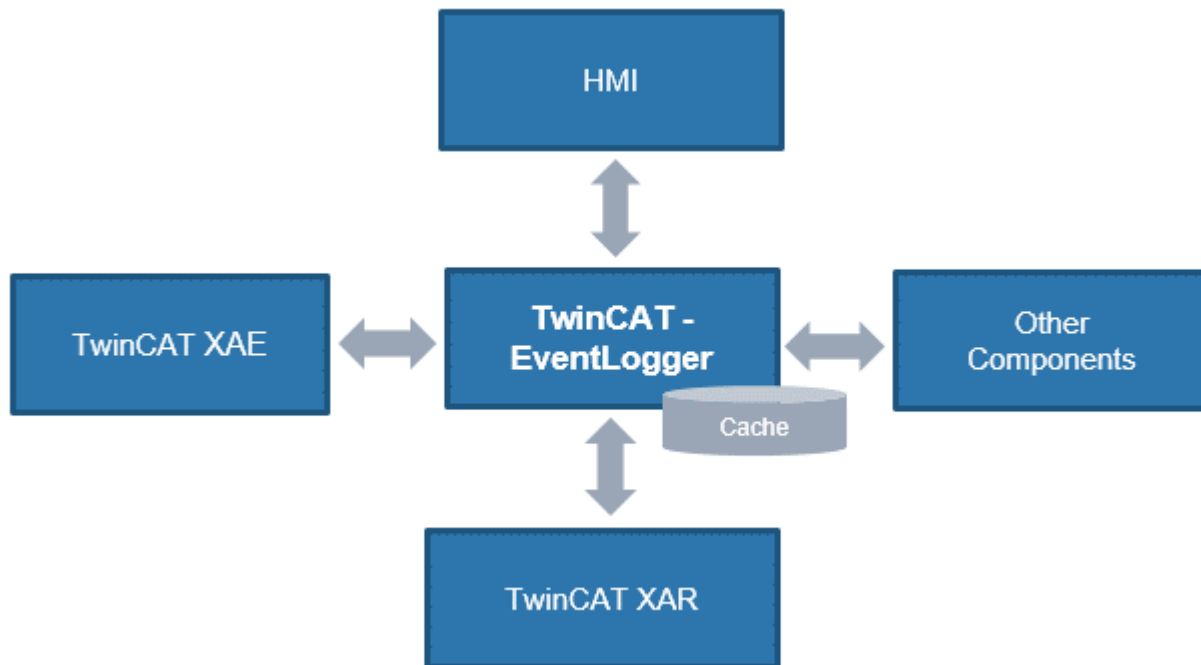 HMI
TwinCAT XAE
TwinCAT -
EventLogger
Cache
Other
Components
TwinCAT XAR